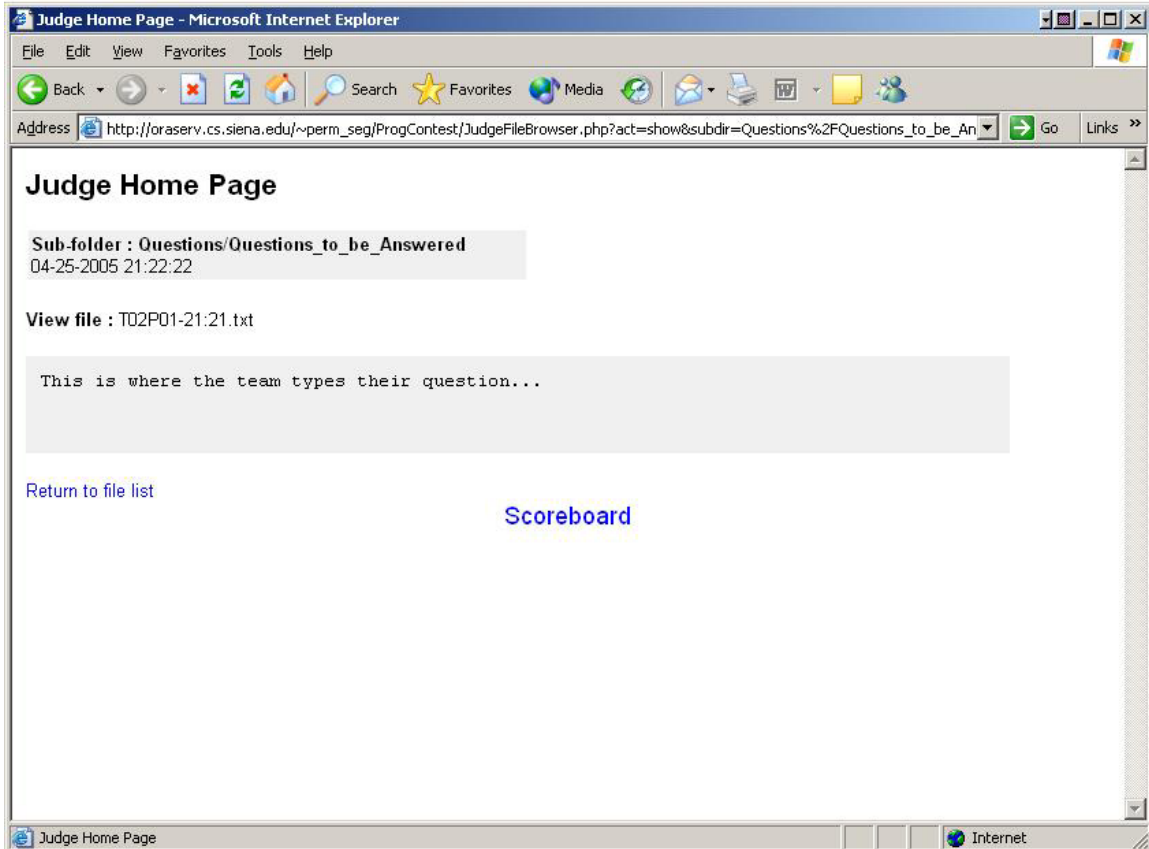 Judge Home Page - Microsoft Internet Explorer
File Edit View Favorites Tools Help
Back Search Favorites Media
Address http://oraserv.cs.siena.edu/~perm_seg/ProgContest/JudgeFileBrowser.php?act=show&subdir=Questions%2FQuestions_to_be_An Go Links »
Judge Home Page
Sub-folder : Questions/Questions_to_be_Answered
04-25-2005 21:22:22
View file : T02P01-21:21.txt
This is where the team types their question...
Return to file list
Scoreboard
Judge Home Page Internet